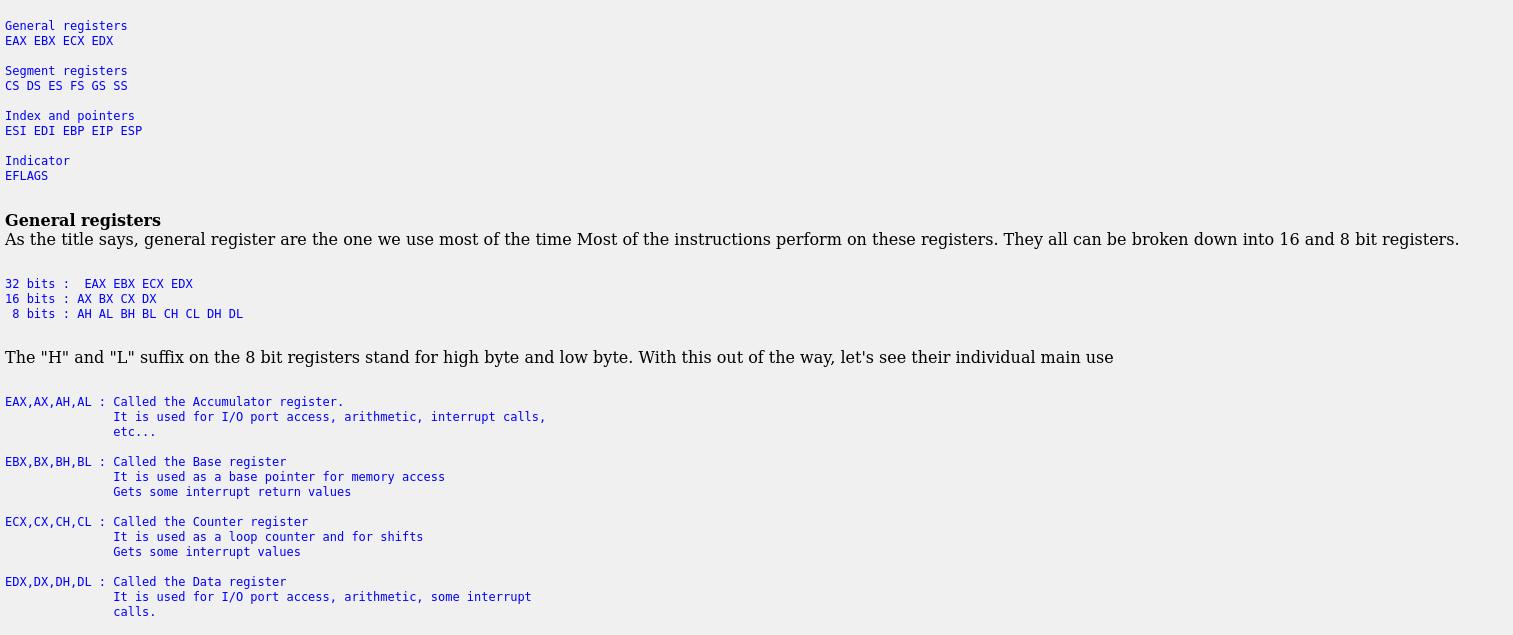 General registers
EAX EBX ECX EDX
Segment registers
CS DS ES FS GS SS
Index and pointers
ESI EDI EBP EIP ESP
Indicator
EFLAGS
General registers
As the title says, general register are the one we use most of the time Most of the instructions perform on these registers. They all can be broken down into 16 and 8 bit registers.
32 bits :  EAX EBX ECX EDX
16 bits : AX BX CX DX
 8 bits : AH AL BH BL CH CL DH DL
The "H" and "L" suffix on the 8 bit registers stand for high byte and low byte. With this out of the way, let's see their individual main use
EAX,AX,AH,AL : Called the Accumulator register.
               It is used for I/O port access, arithmetic, interrupt calls,
               etc...
EBX,BX,BH,BL : Called the Base register
               It is used as a base pointer for memory access
               Gets some interrupt return values
ECX,CX,CH,CL : Called the Counter register
               It is used as a loop counter and for shifts
               Gets some interrupt values
EDX,DX,DH,DL : Called the Data register
               It is used for I/O port access, arithmetic, some interrupt
               calls.